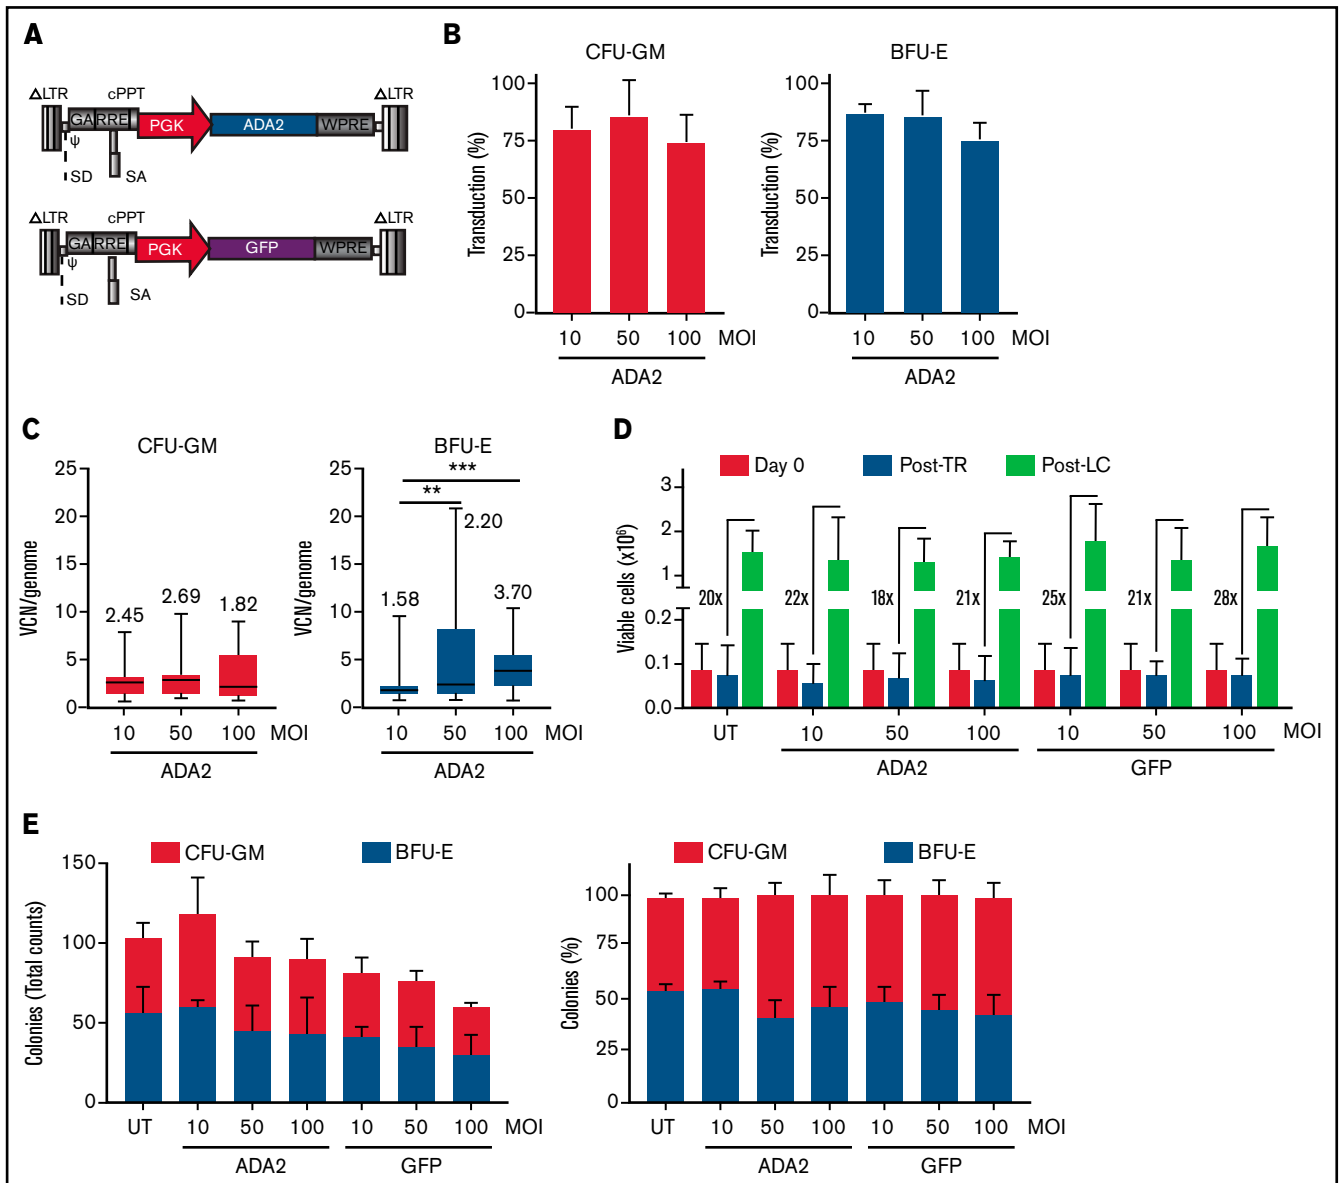 A
ΔLTR
cPPT
ΔLTR
GA RRE PGK ADA2 WPRE
ψ
SD
SA
ΔLTR
cPPT
ΔLTR
GA RRE PGK GFP WPRE
ψ
SD
SA
B
CFU-GM
Transduction (%)
100
75
50
25
0
10 50 100 MOI
ADA2
BFU-E
Transduction (%)
100
75
50
25
0
10 50 100 MOI
ADA2
C
CFU-GM
VCN/genome
25
20
15
10
5
0
2.45 2.69 1.82
10 50 100 MOI
ADA2
BFU-E
VCN/genome
25
20
15
10
5
0
***
**
1.58 2.20 3.70
10 50 100 MOI
ADA2
D
Day 0 Post-TR Post-LC
Viable cells (x10⁶)
3
2
1
0.2
0.1
0.0
20x 22x 18x 21x 25x 21x 28x
UT 10 50 100 10 50 100 MOI
ADA2 GFP
E
CFU-GM BFU-E
Colonies (Total counts)
150
100
50
0
UT 10 50 100 10 50 100 MOI
ADA2 GFP
CFU-GM BFU-E
Colonies (%)
100
75
50
25
0
UT 10 50 100 10 50 100 MOI
ADA2 GFP